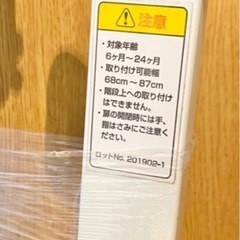 注意
・対象年齢
6ヶ月〜24ヶ月
・取り付け可能幅
68cm〜87cm
・階段上への取り付け
はできません。
・扉の開閉時には手、
指はさみにご注意く
ださい。
ロットNo. 201902-1